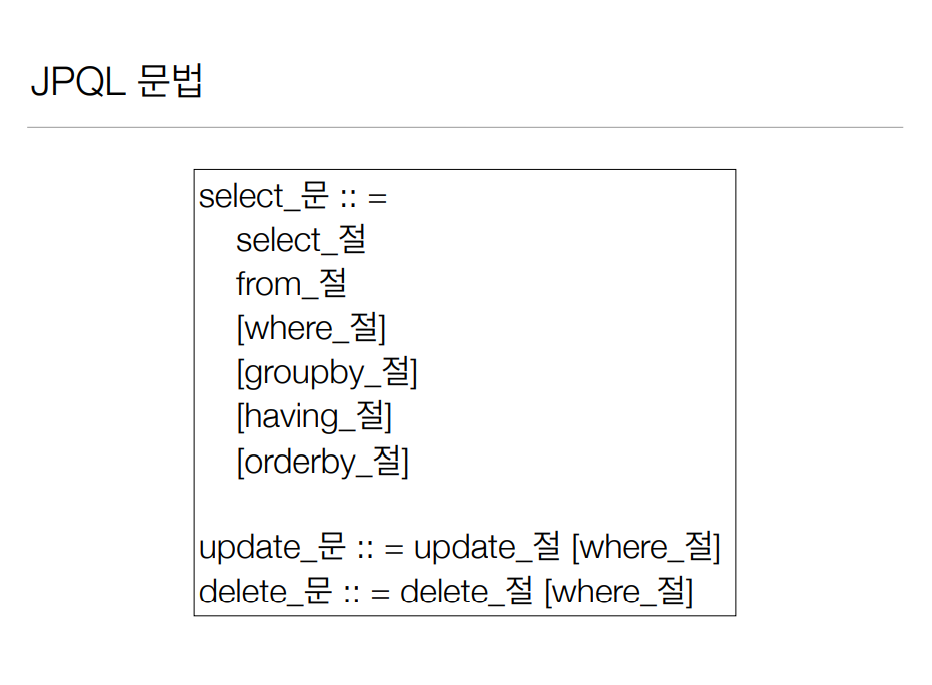 JPQL 문법
select_문 :: =
select_절
from_절
[where_절]
[groupby_절]
[having_절]
[orderby_절]
update_문 :: = update_절 [where_절]
delete_문 :: = delete_절 [where_절]